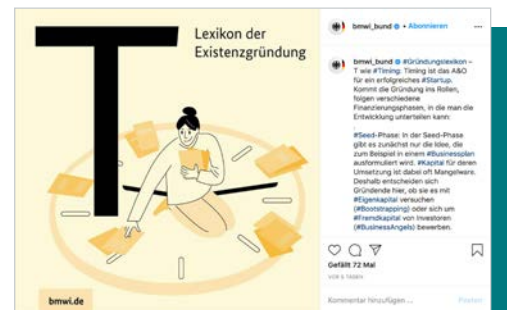 T
Lexikon der
Existenzgründung
bmwi.de
bmwi_bund • Abonnieren
bmwi_bund #Gründungslexikon –
T wie #Timing: Timing ist das A&O
für ein erfolgreiches #Startup.
Kommt die Gründung ins Rollen,
folgen verschiedene
Finanzierungsphasen, in die man die
Entwicklung unterteilen kann:
#Seed-Phase: In der Seed-Phase
gibt es zunächst nur die Idee, die
zum Beispiel in einem #Businessplan
ausformuliert wird. #Kapital für deren
Umsetzung ist dabei oft Mangelware.
Deshalb entscheiden sich
Gründende hier, ob sie es mit
#Eigenkapital versuchen
(#Bootstrapping) oder sich um
#Fremdkapital von Investoren
(#BusinessAngels) bewerben.
Gefällt 72 Mal
Kommentar hinzufügen ...
Posten